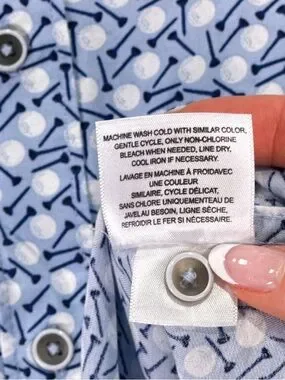 MACHINE WASH COLD WITH SIMILAR COLOR,
GENTLE CYCLE, ONLY NON-CHLORINE
BLEACH WHEN NEEDED, LINE DRY,
COOL IRON IF NECESSARY.
LAVAGE EN MACHINE À FROIDAVEC
UNE COULEUR
SIMILAIRE, CYCLE DÉLICAT,
SANS CHLORE UNIQUEMENTEAU DE
JAVELAU BESOIN, LIGNE SÈCHE,
REFROIDIR LE FER SI NÉCESSAIRE.